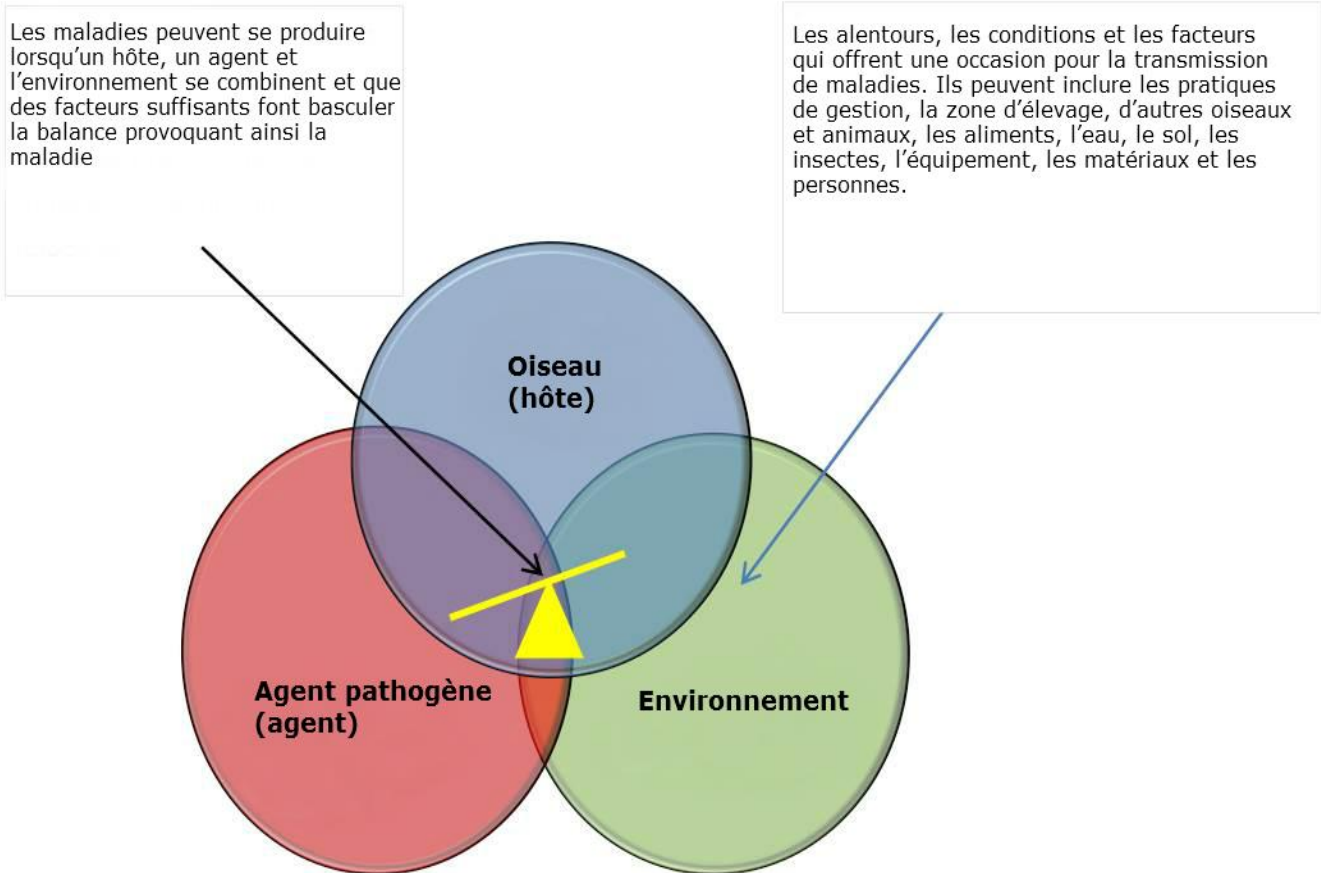 Les maladies peuvent se produire
lorsqu’un hôte, un agent et
l’environnement se combinent et que
des facteurs suffisants font basculer
la balance provoquant ainsi la
maladie
Les alentours, les conditions et les facteurs
qui offrent une occasion pour la transmission
de maladies. Ils peuvent inclure les pratiques
de gestion, la zone d’élevage, d’autres oiseaux
et animaux, les aliments, l’eau, le sol, les
insectes, l’équipement, les matériaux et les
personnes.
Oiseau
(hôte)
Agent pathogène
(agent)
Environnement